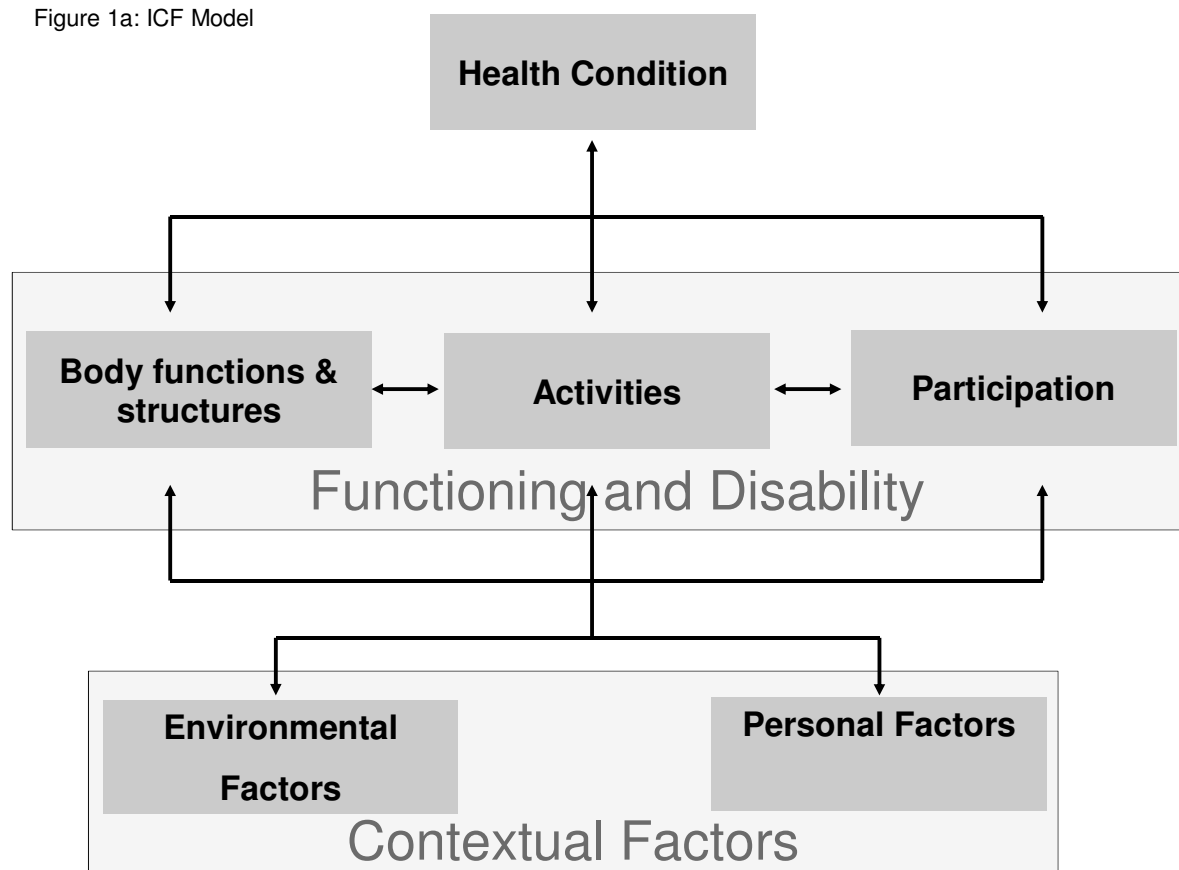 Figure 1a: ICF Model
Health Condition
Body functions &
structures
Activities
Participation
Functioning and Disability
Environmental
Factors
Personal Factors
Contextual Factors